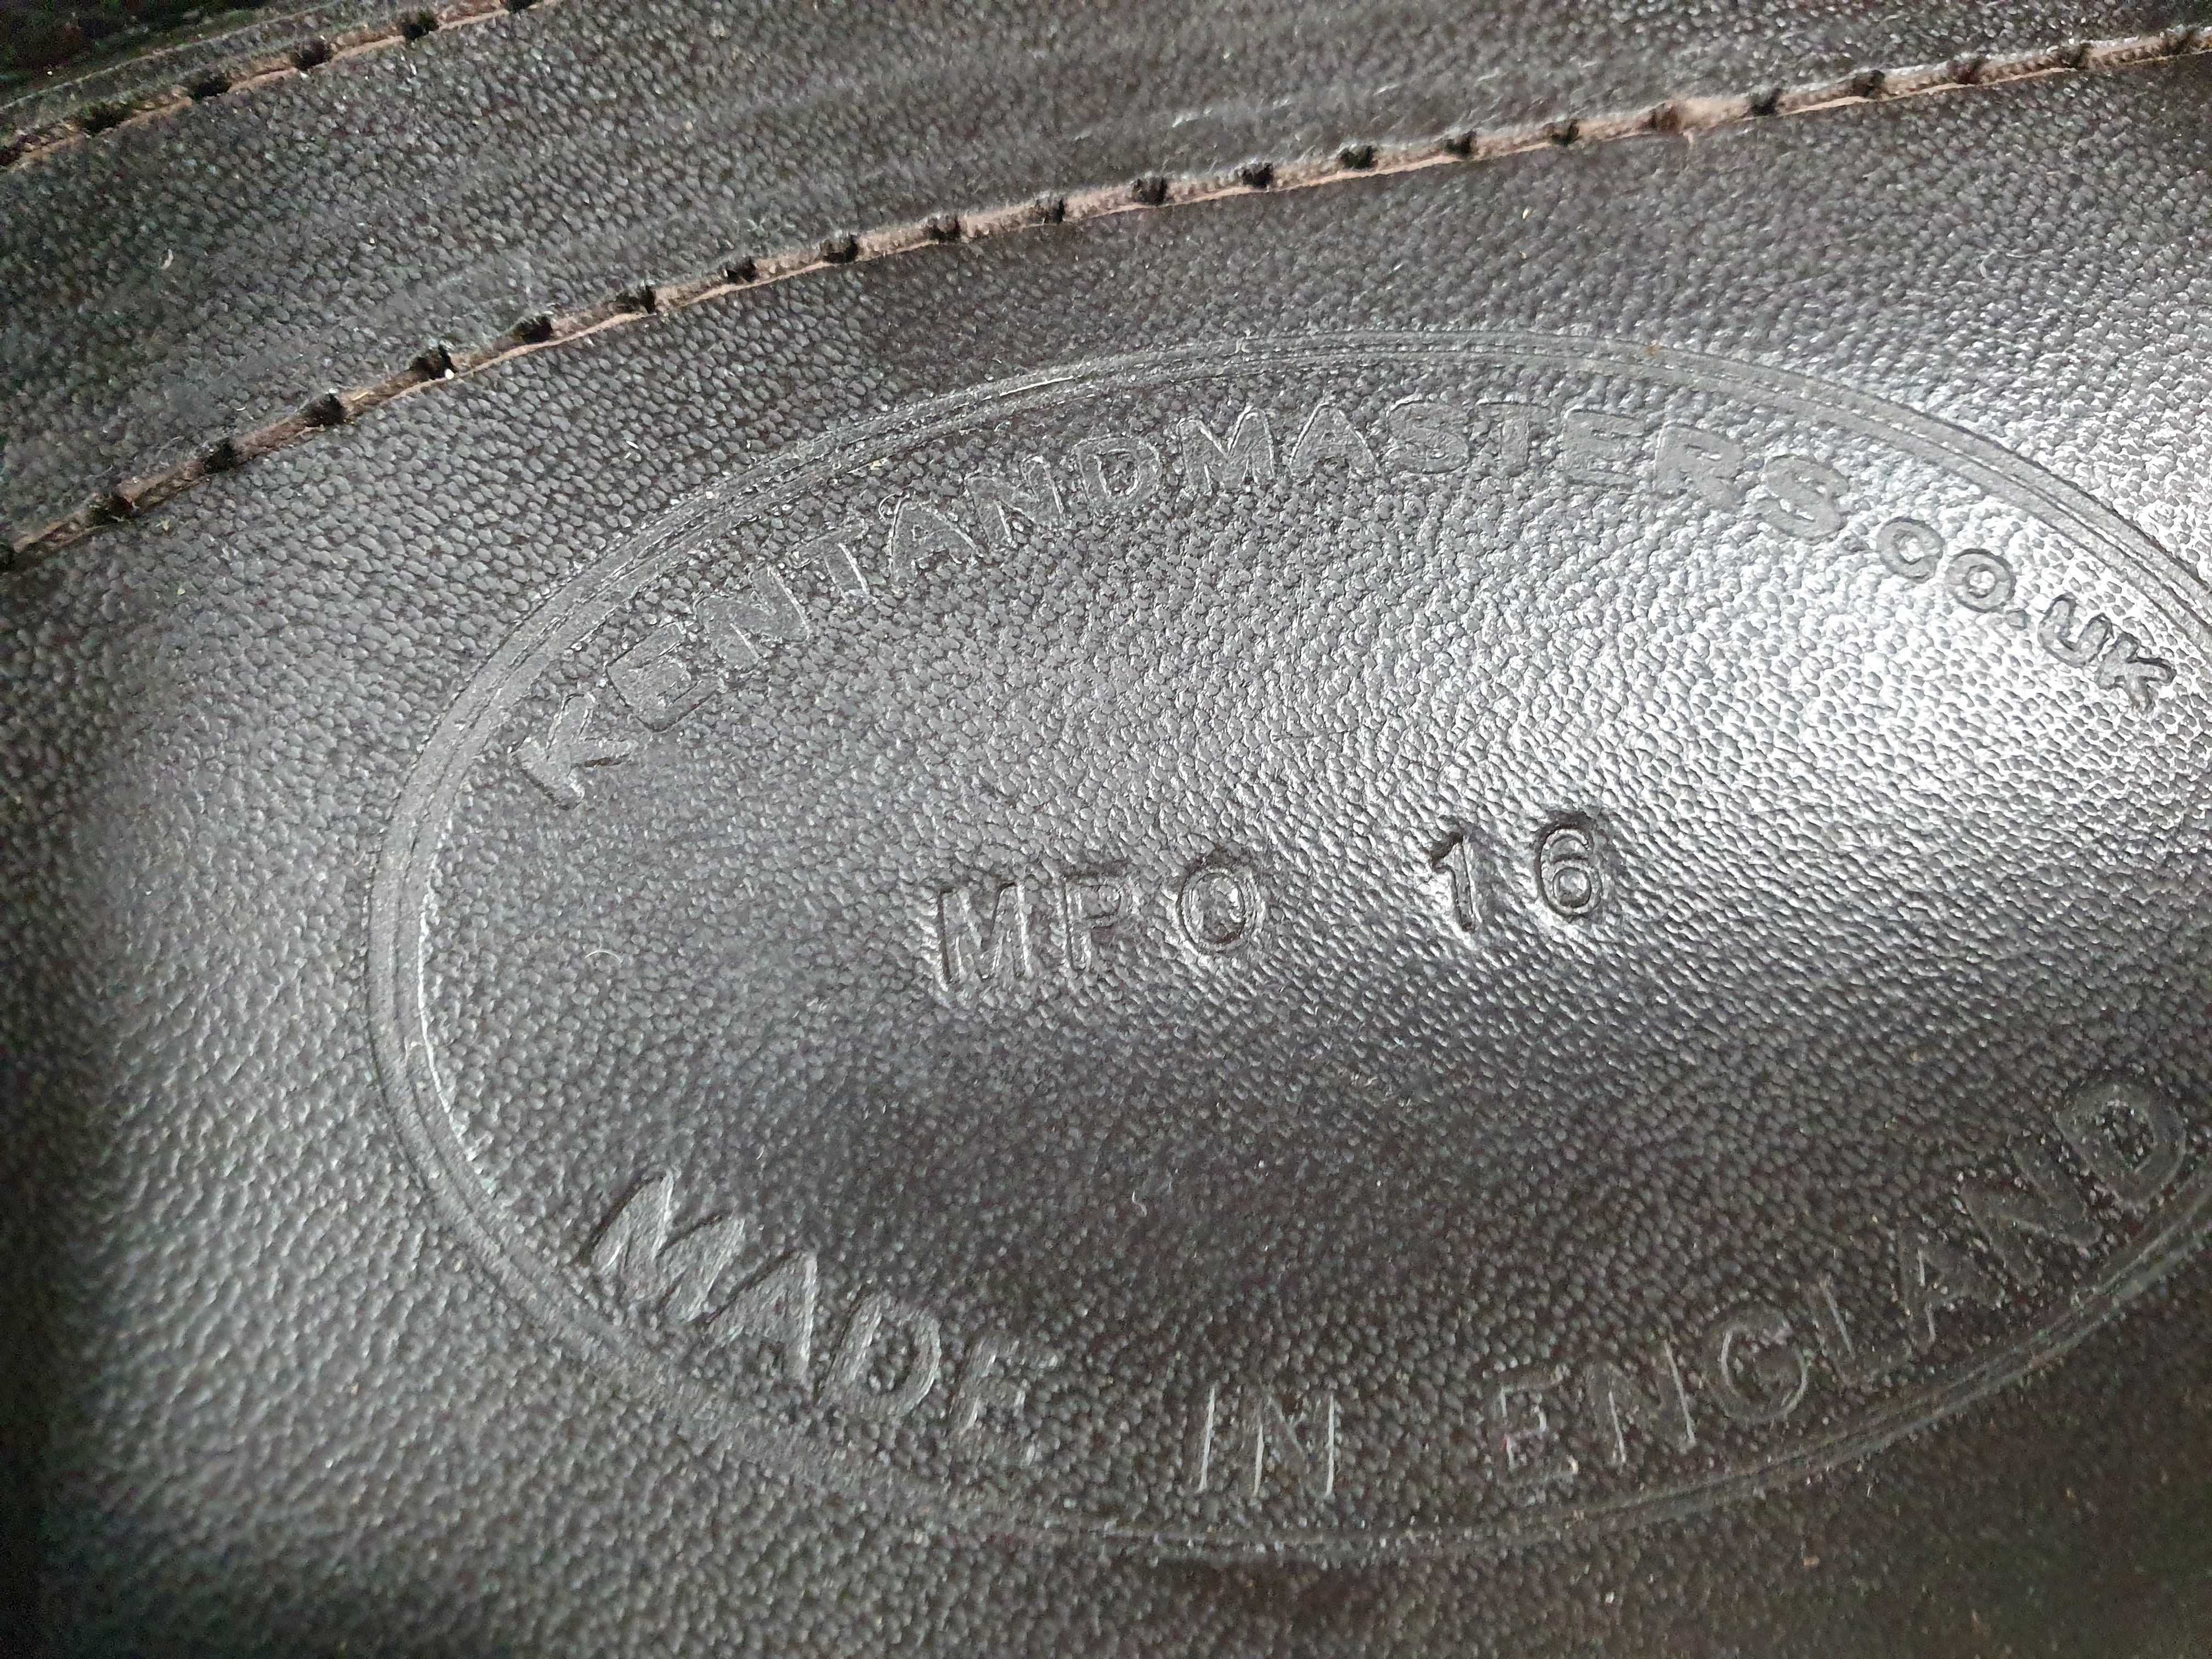 KENTANDMASTERS.CO.UK
MPO 16
MADE IN ENGLAND